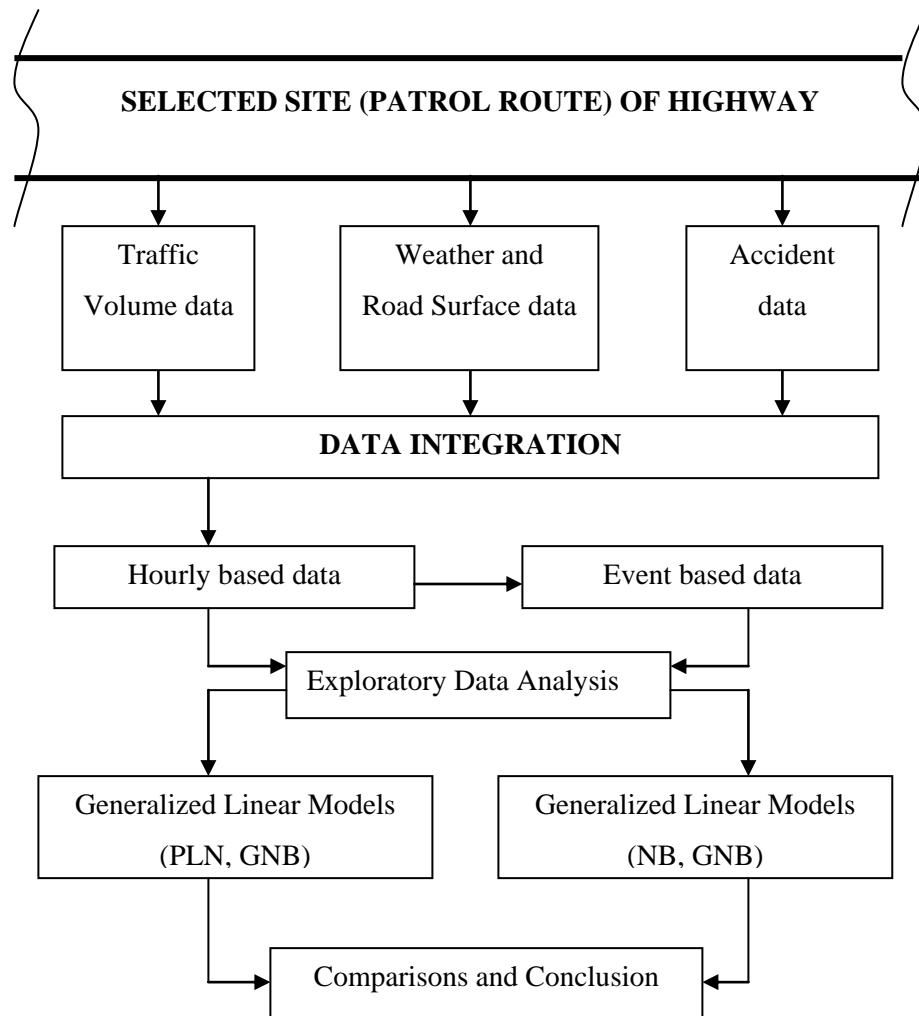 SELECTED SITE (PATROL ROUTE) OF HIGHWAY
Traffic
Volume data
Weather and
Road Surface data
Accident
data
DATA INTEGRATION
Hourly based data
Event based data
Exploratory Data Analysis
Generalized Linear Models
(PLN, GNB)
Generalized Linear Models
(NB, GNB)
Comparisons and Conclusion